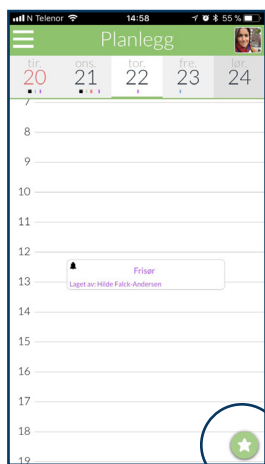 N Telenor 14:58 55 %
Planlegg
tir. ons. tor. fre. lør.
20 21 22 23 24
7
8
9
10
11
12
Frisør
13
Laget av: Hilde Falck-Andersen
14
15
16
17
18
19